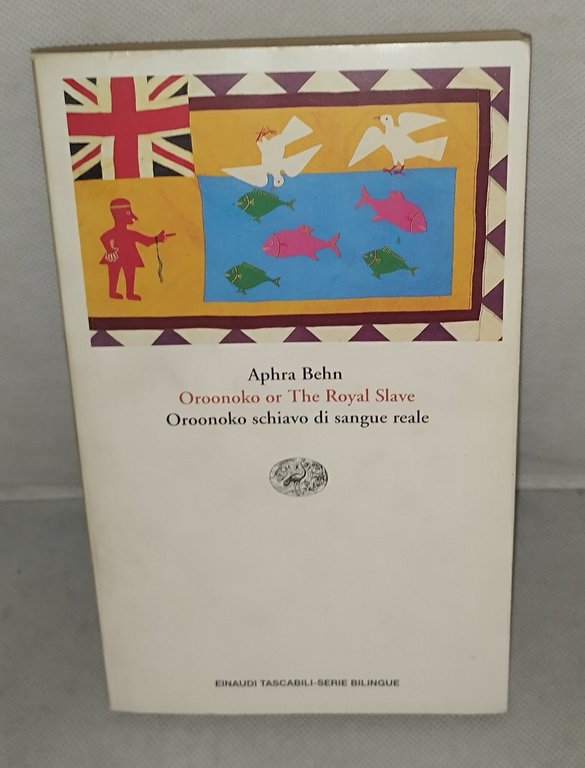 Aphra Behn
Oroonoko or The Royal Slave
Oroonoko schiavo di sangue reale
EINAUDI TASCABILI-SERIE BILINGUE